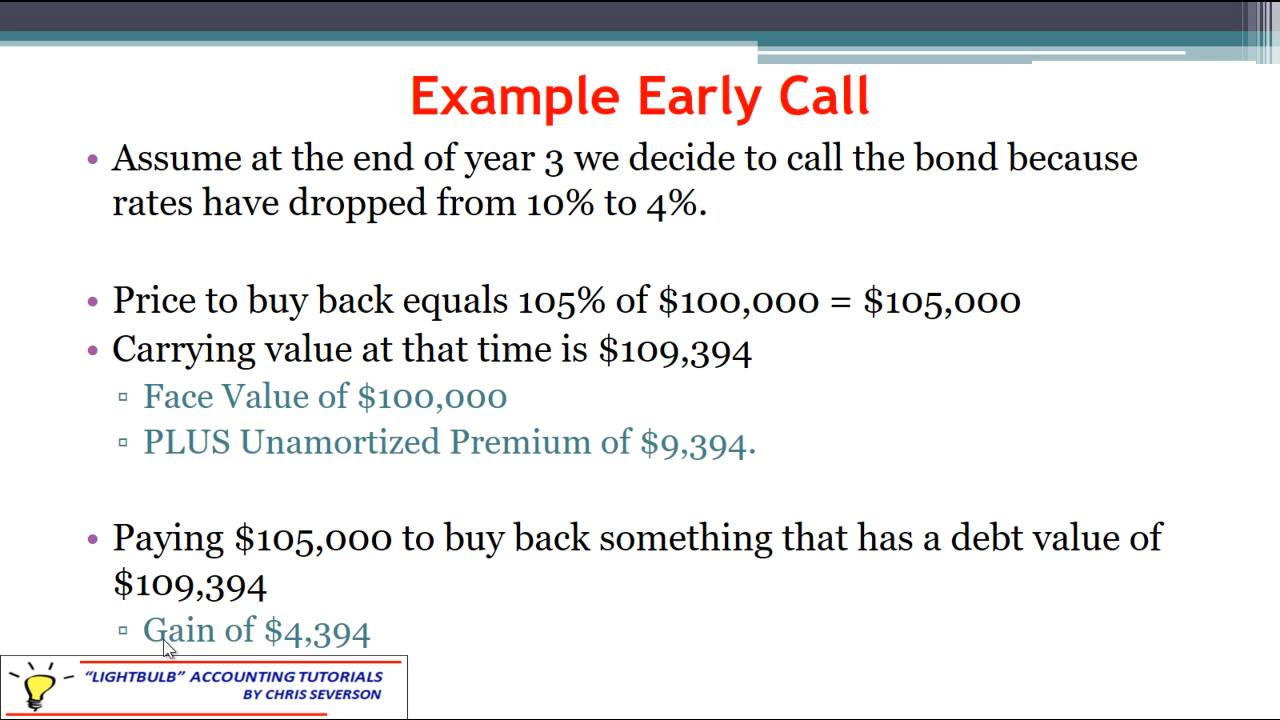 Example Early Call
• Assume at the end of year 3 we decide to call the bond because
rates have dropped from 10% to 4%.
• Price to buy back equals 105% of $100,000 = $105,000
• Carrying value at that time is $109,394
▫ Face Value of $100,000
▫ PLUS Unamortized Premium of $9,394.
• Paying $105,000 to buy back something that has a debt value of
$109,394
▫ Gain of $4,394
“LIGHTBULB” ACCOUNTING TUTORIALS
BY CHRIS SEVERSON